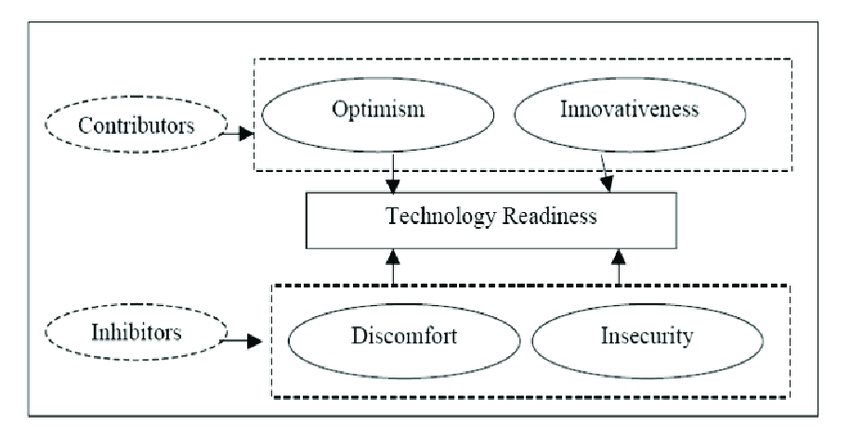 Optimism
Innovativeness
Contributors
Technology Readiness
Inhibitors
Discomfort
Insecurity